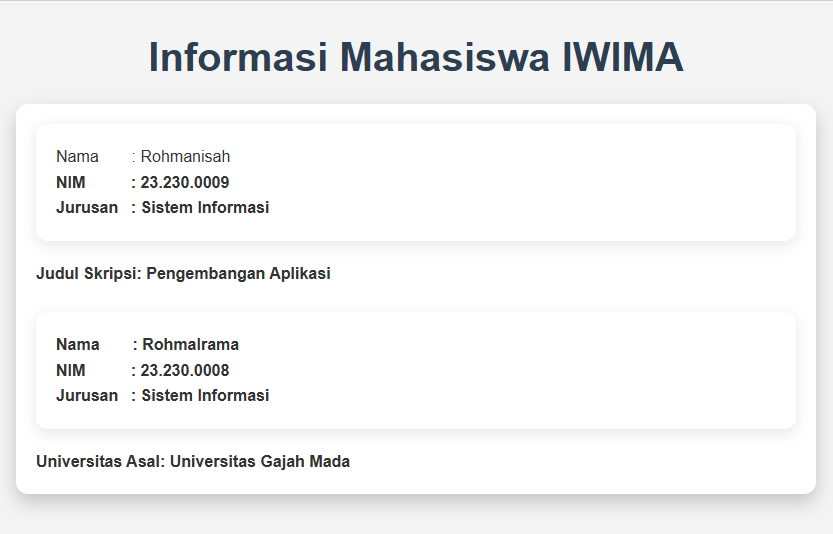 Informasi Mahasiswa IWIMA
Nama : Rohmanisah
NIM : 23.230.0009
Jurusan : Sistem Informasi
Judul Skripsi: Pengembangan Aplikasi
Nama : Rohmalrama
NIM : 23.230.0008
Jurusan : Sistem Informasi
Universitas Asal: Universitas Gajah Mada